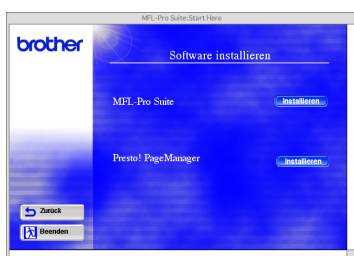 MFL-Pro Suite:Start Here
brother
Software installieren
MFL-Pro Suite
Installieren
Presto! PageManager
Installieren
Zurück
Beenden